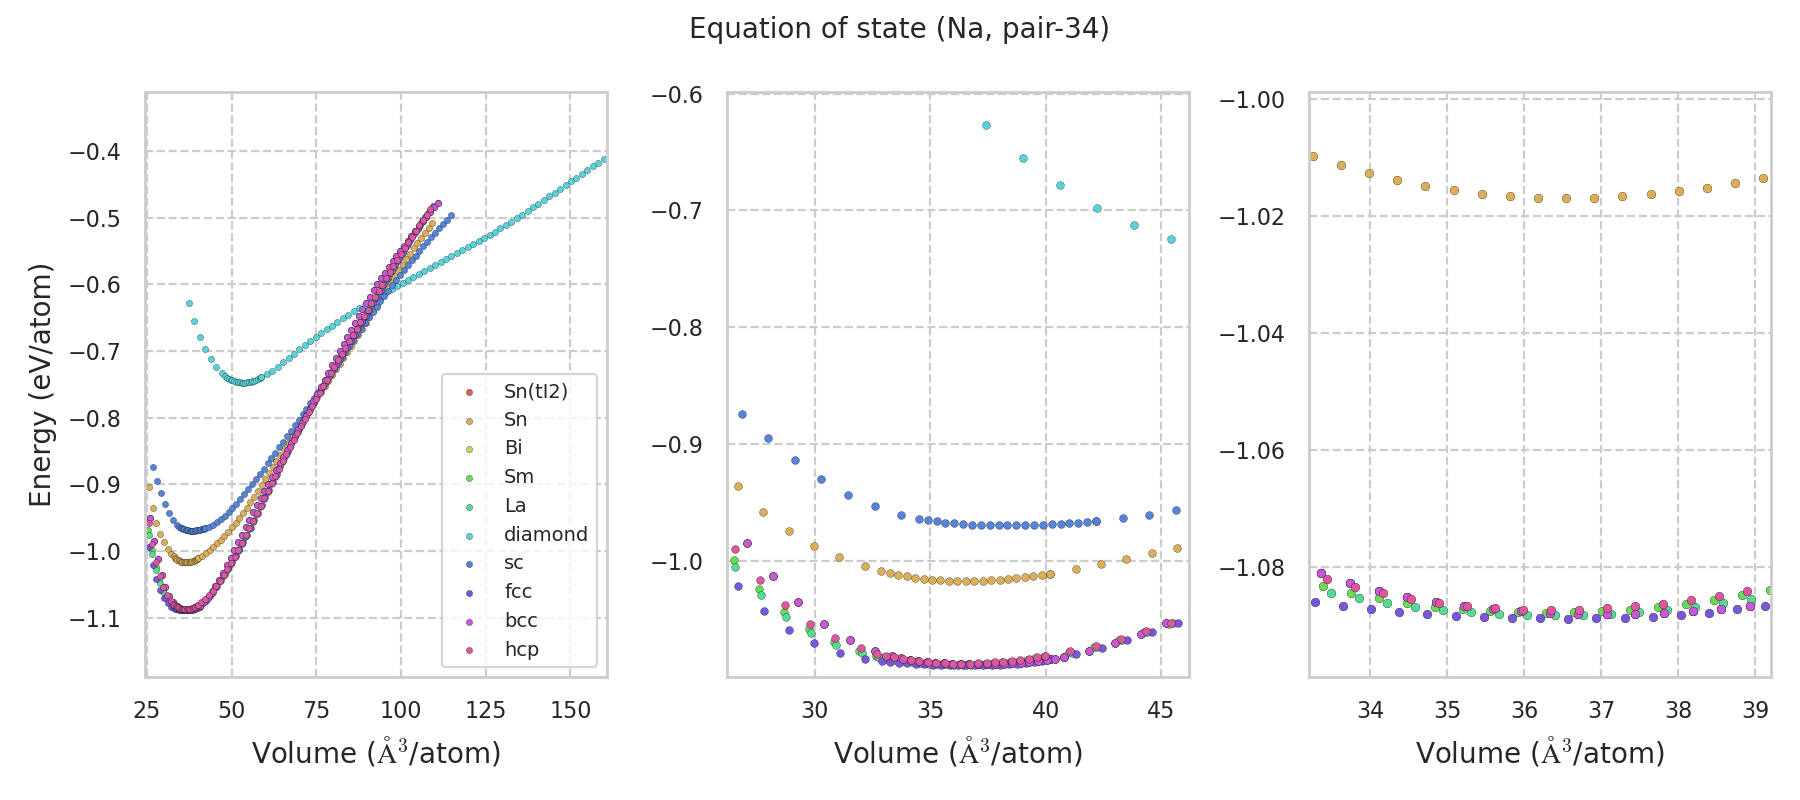 Equation of state (Na, pair-34)
Energy (eV/atom)
−0.4
−0.5
−0.6
−0.7
−0.8
−0.9
−1.0
−1.1
25 50 75 100 125 150
Volume (Å³/atom)
Sn(tI2)
Sn
Bi
Sm
La
diamond
sc
fcc
bcc
hcp
−0.6
−0.7
−0.8
−0.9
−1.0
30 35 40 45
Volume (Å³/atom)
−1.00
−1.02
−1.04
−1.06
−1.08
34 35 36 37 38 39
Volume (Å³/atom)